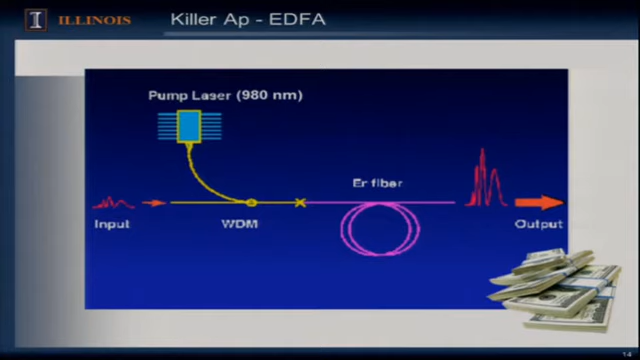 I ILLINOIS
Killer Ap - EDFA
Pump Laser (980 nm)
Er fiber
Input
WDM
Output
14